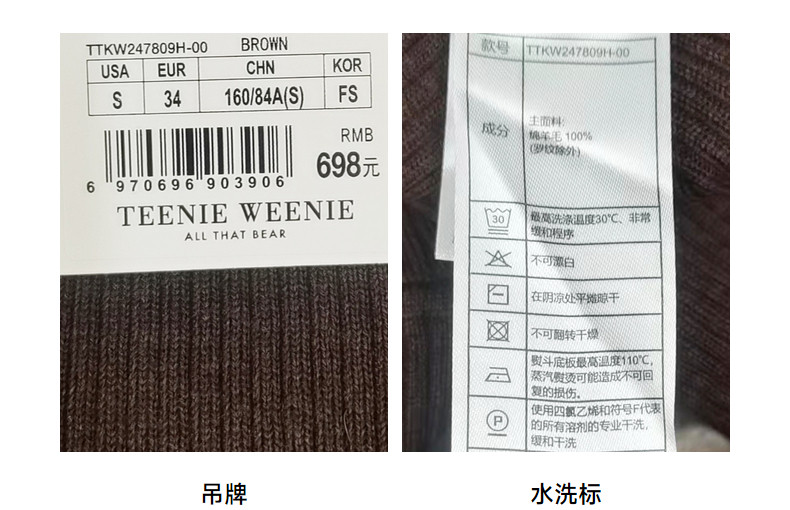 TTKW247809H-00 BROWN
USA EUR CHN KOR
S 34 160/84A(S) FS
RMB
698元
6 970696 903906
TEENIE WEENIE
ALL THAT BEAR
款号 TTKW247809H-00
成分
主面料:
绵羊毛 100%
(罗纹除外)
30
最高洗涤温度30℃、非常
缓和程序
不可漂白
在阴凉处平摊晾干
不可翻转干燥
熨斗底板最高温度110℃,
蒸汽熨烫可能造成不可回
复的损伤。
P
使用四氯乙烯和符号F代表
的所有溶剂的专业干洗,
缓和干洗
吊牌
水洗标